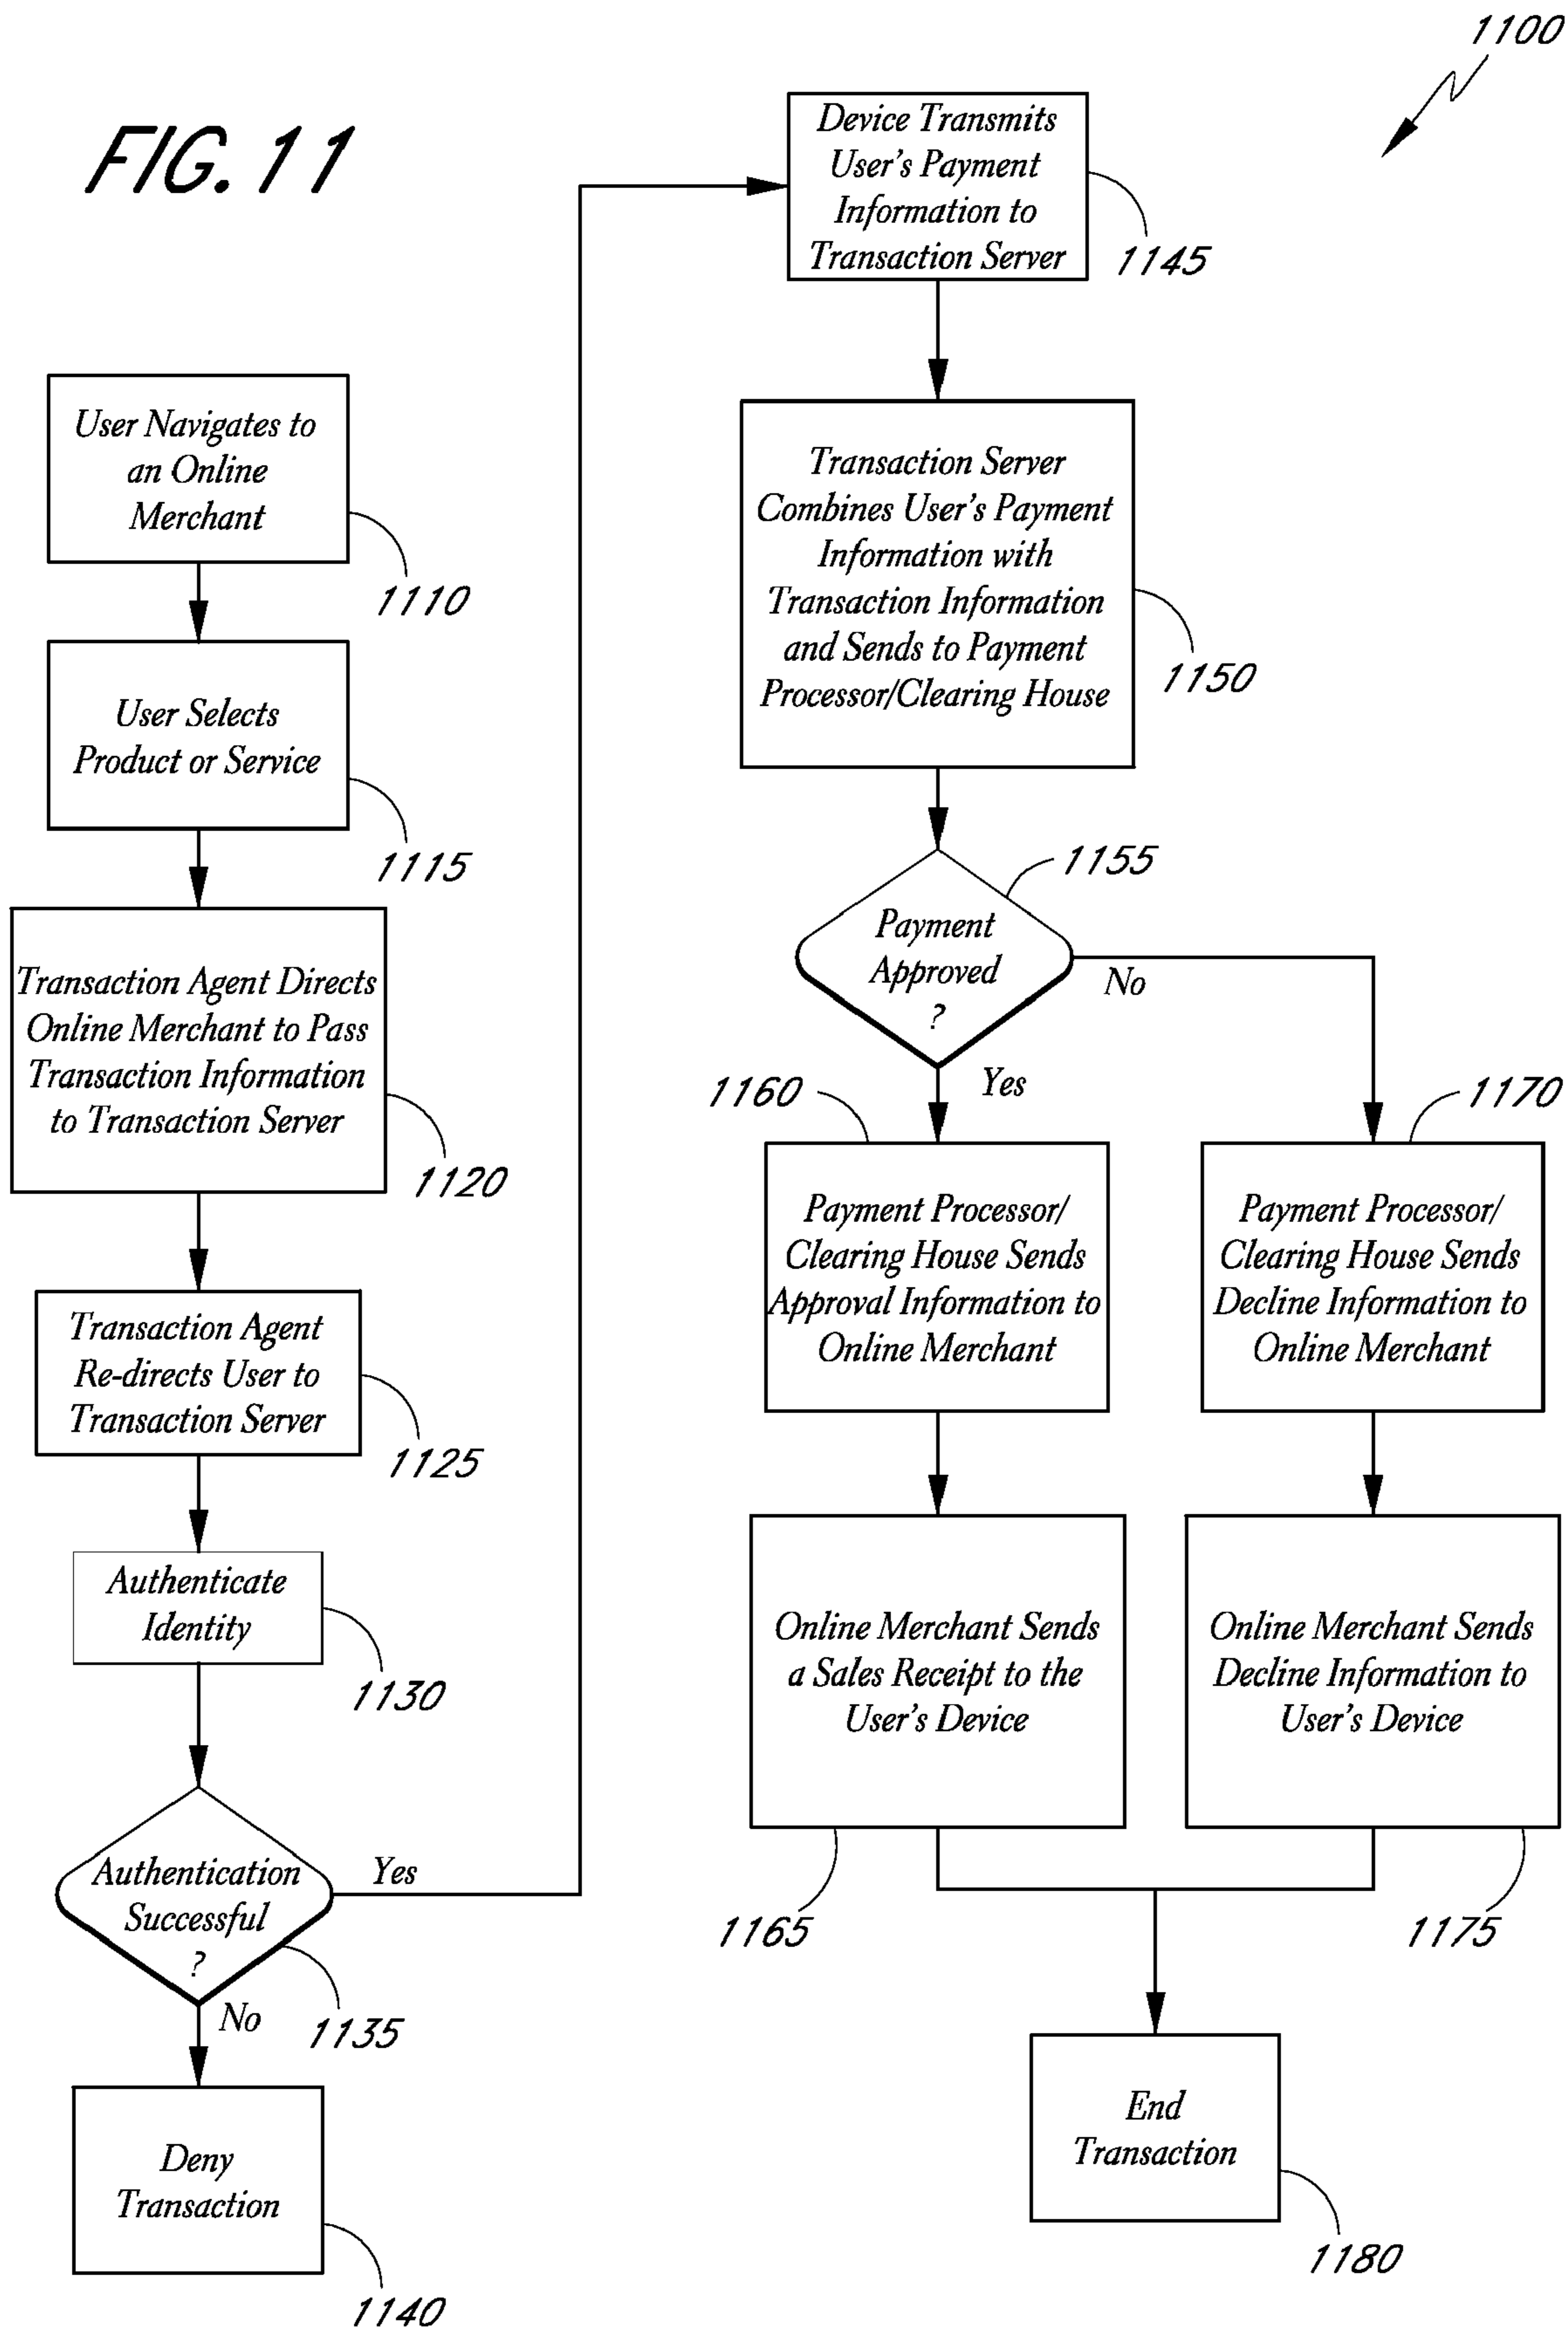 FIG. 11
1100
User Navigates to
an Online
Merchant
1110
User Selects
Product or Service
1115
Transaction Agent Directs
Online Merchant to Pass
Transaction Information
to Transaction Server
1120
Transaction Agent
Re-directs User to
Transaction Server
1125
Authenticate
Identity
1130
Authentication
Successful
?
Yes
No
1135
Deny
Transaction
1140
Device Transmits
User's Payment
Information to
Transaction Server
1145
Transaction Server
Combines User's Payment
Information with
Transaction Information
and Sends to Payment
Processor/Clearing House
1150
Payment
Approved
?
1155
No
Yes
1160
Payment Processor/
Clearing House Sends
Approval Information to
Online Merchant
1170
Payment Processor/
Clearing House Sends
Decline Information to
Online Merchant
Online Merchant Sends
a Sales Receipt to the
User's Device
1165
Online Merchant Sends
Decline Information to
User's Device
1175
End
Transaction
1180